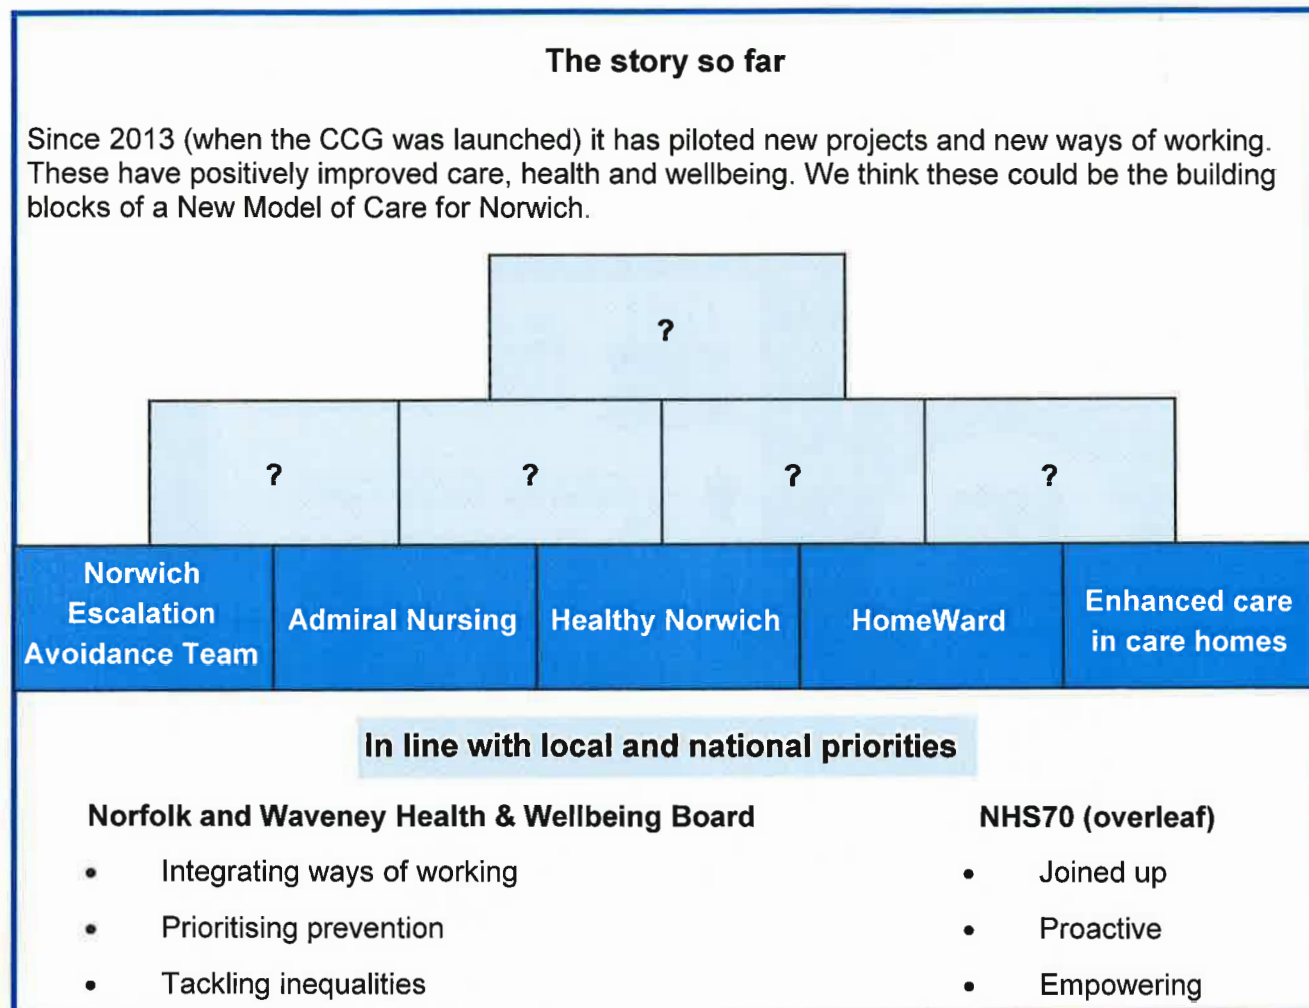 The story so far
Since 2013 (when the CCG was launched) it has piloted new projects and new ways of working.
These have positively improved care, health and wellbeing. We think these could be the building
blocks of a New Model of Care for Norwich.
?
? ? ? ?
Norwich
Escalation
Avoidance Team
Admiral Nursing
Healthy Norwich
HomeWard
Enhanced care
in care homes
In line with local and national priorities
Norfolk and Waveney Health & Wellbeing Board
• Integrating ways of working
• Prioritising prevention
• Tackling inequalities
NHS70 (overleaf)
• Joined up
• Proactive
• Empowering